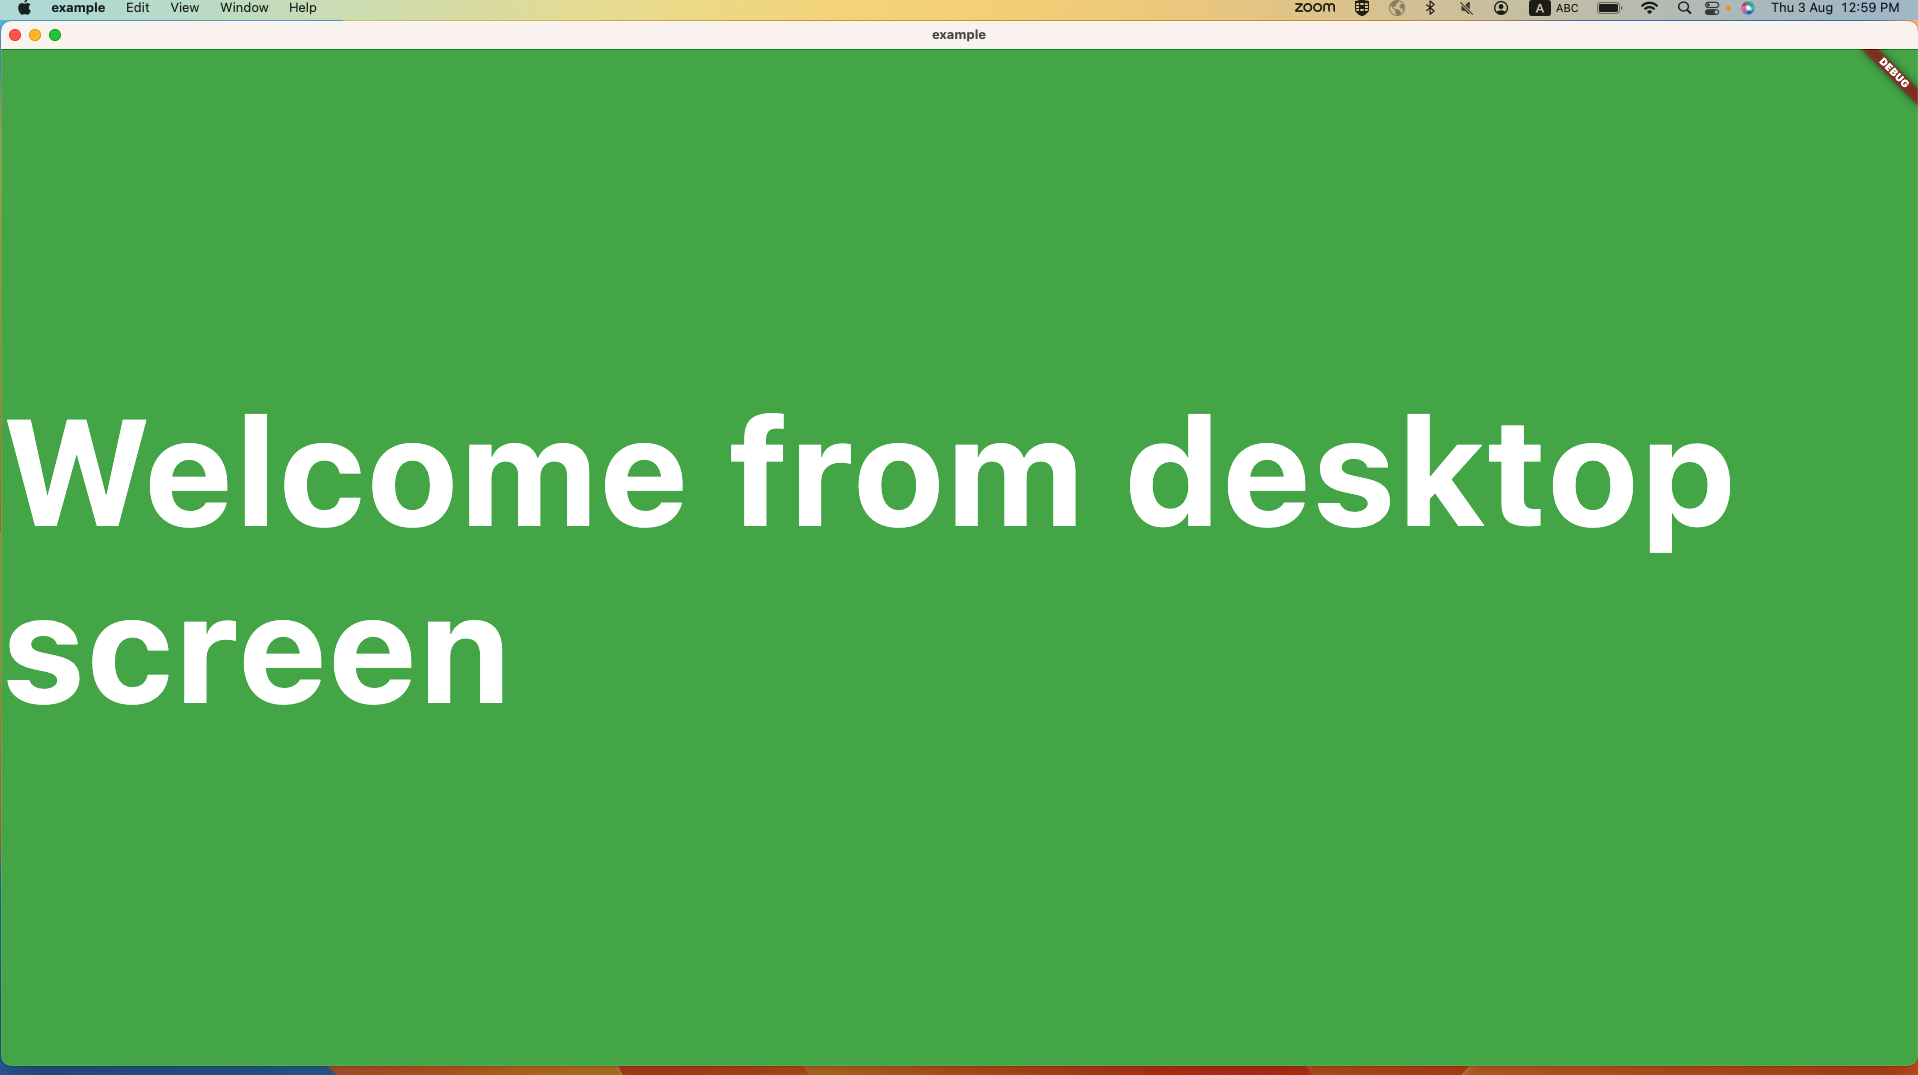 example Edit View Window Help zoom A ABC Thu 3 Aug 12:59 PM
example
DEBUG
Welcome from desktop
screen